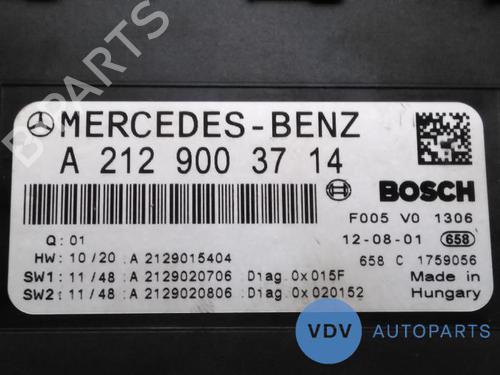 MERCEDES-BENZ
A 212 900 37 14
BOSCH
F005 V0 1306
Q: 01
12-08-01 658
HW: 10/20 :A 2129015404
658 C 1759056
SW1: 11/48 :A 2129020706 Diag.0x015F
Made in
SW2: 11/48 :A 2129020806 Diag.0x020152
Hungary
B-PARTS
VDV AUTOPARTS